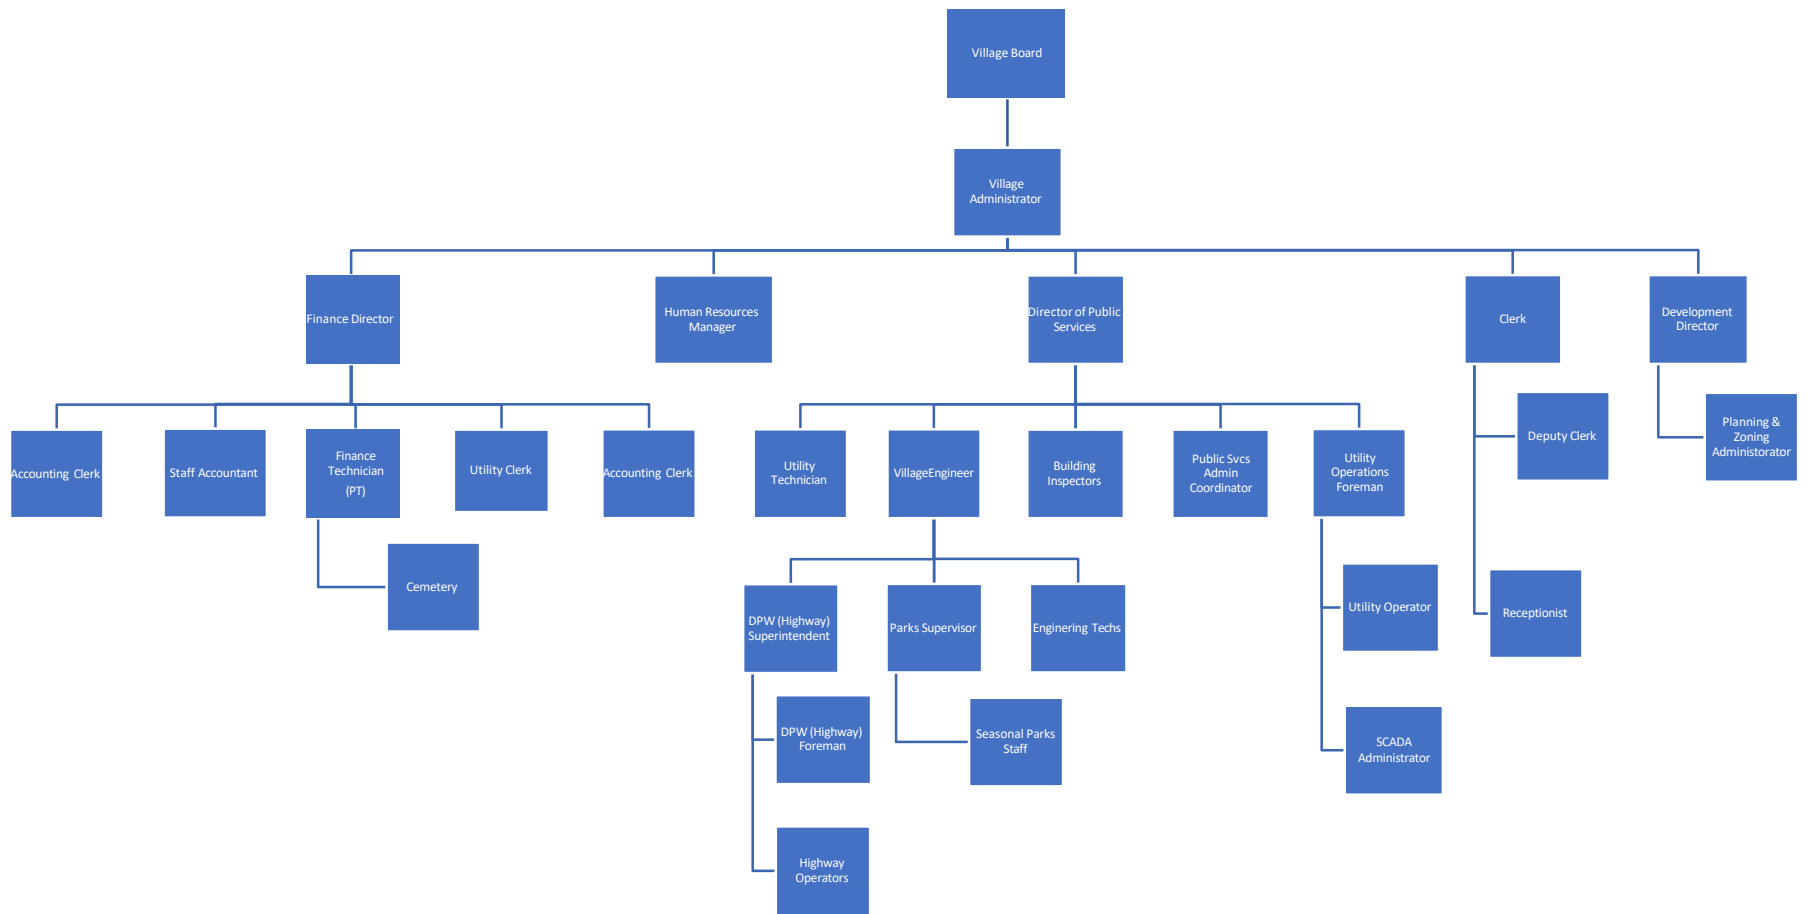 Village Board
Village
Administrator
Finance Director
Human Resources
Manager
Director of Public
Services
Clerk
Development
Director
Accounting Clerk
Staff Accountant
Finance
Technician
(PT)
Utility Clerk
Accounting Clerk
Utility
Technician
VillageEngineer
Building
Inspectors
Public Svcs
Admin
Coordinator
Utility
Operations
Foreman
Deputy Clerk
Planning &
Zoning
Administorator
Cemetery
DPW (Highway)
Superintendent
Parks Supervisor
Enginering Techs
Utility Operator
Receptionist
DPW (Highway)
Foreman
Seasonal Parks
Staff
SCADA
Administrator
Highway
Operators